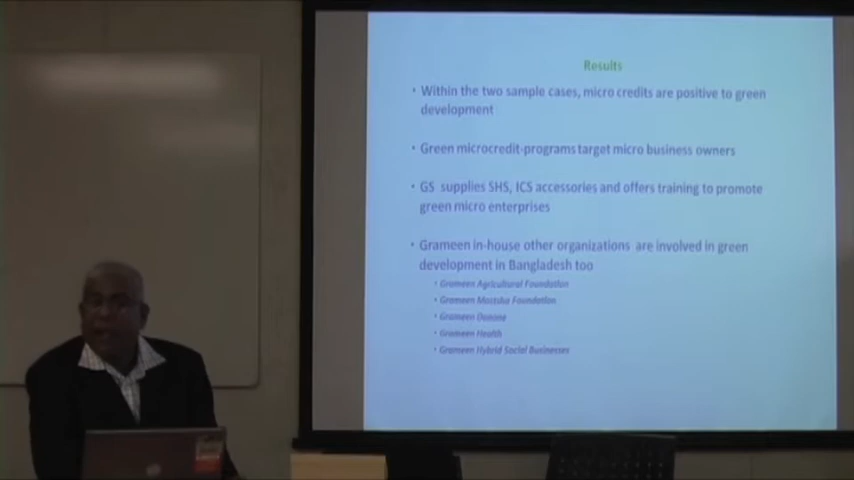 Results
• Within the two sample cases, micro credits are positive to green
development
• Green microcredit-programs target micro business owners
• GS supplies SHS, ICS accessories and offers training to promote
green micro enterprises
• Grameen in-house other organizations are involved in green
development in Bangladesh too
• Grameen Agricultural Foundation
• Grameen Motsho Foundation
• Grameen Danone
• Grameen Health
• Grameen Hybrid Social Businesses